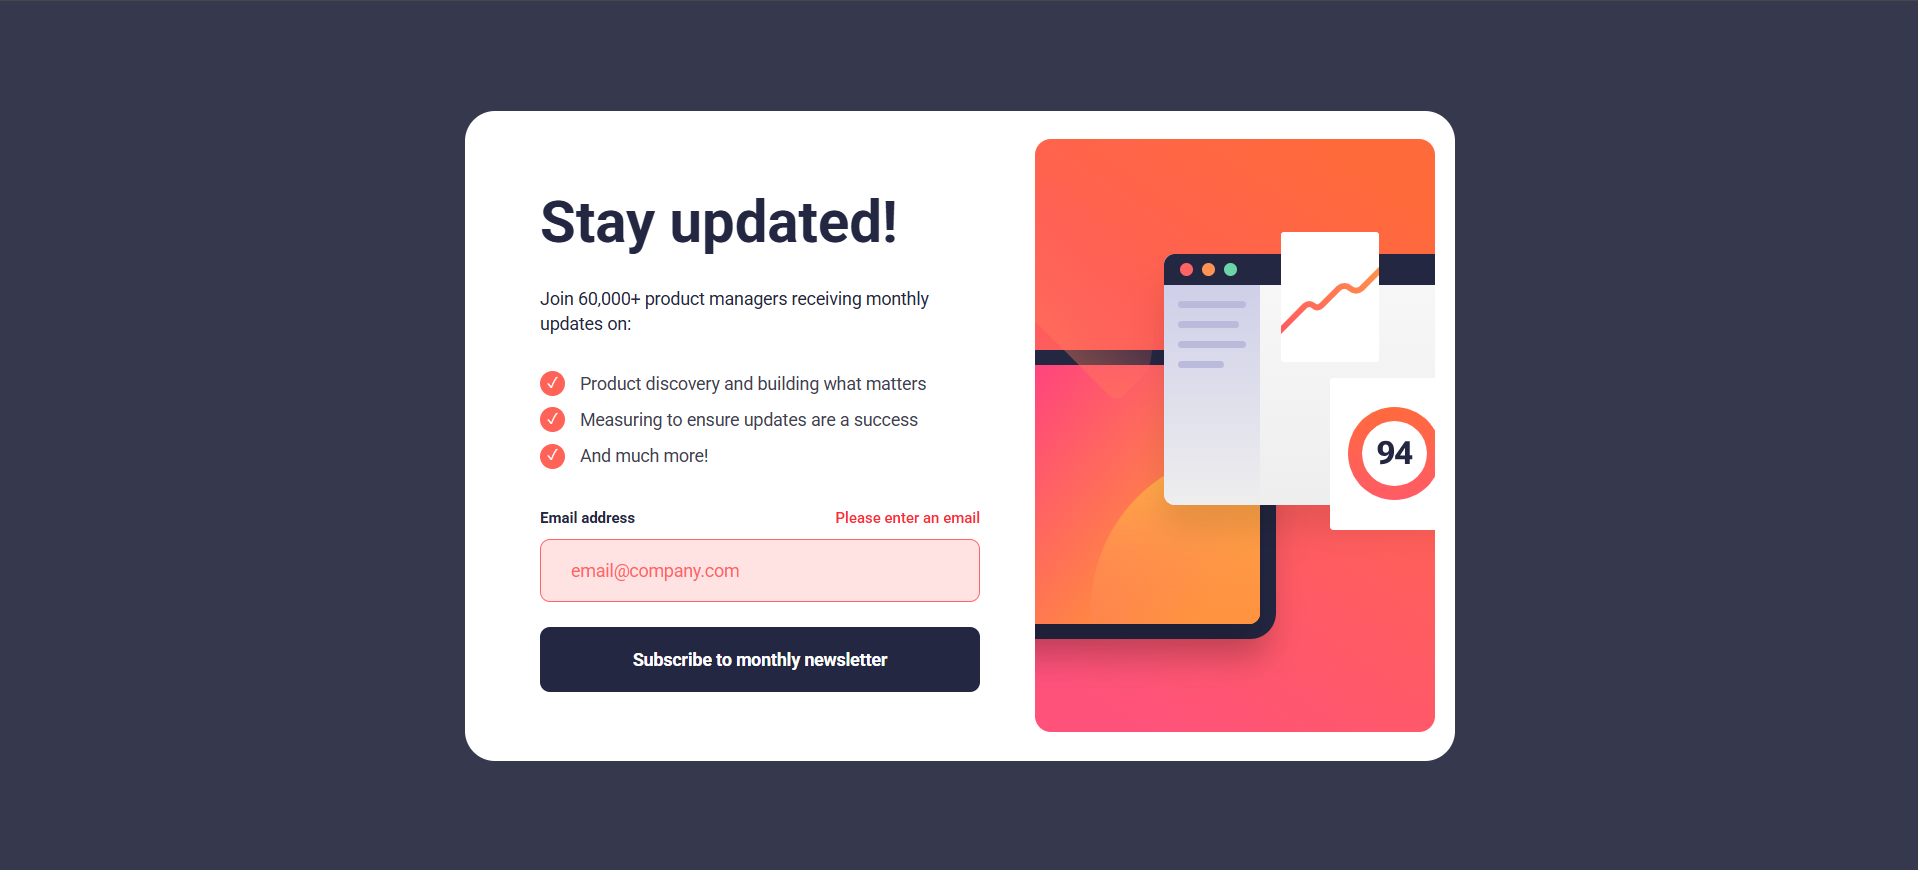 Stay updated!
Join 60,000+ product managers receiving monthly
updates on:
Product discovery and building what matters
Measuring to ensure updates are a success
And much more!
Email address
Please enter an email
email@company.com
Subscribe to monthly newsletter
94